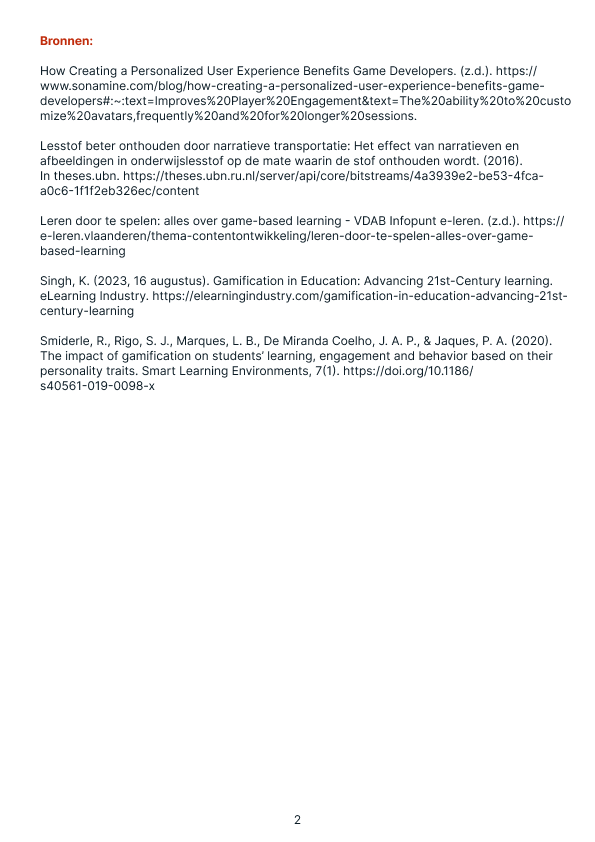 Bronnen:
How Creating a Personalized User Experience Benefits Game Developers. (z.d.). https://
www.sonamine.com/blog/how-creating-a-personalized-user-experience-benefits-game-
developers#:~:text=Improves%20Player%20Engagement&text=The%20ability%20to%20custo
mize%20avatars,frequently%20and%20for%20longer%20sessions.
Lesstof beter onthouden door narratieve transportatie: Het effect van narratieven en
afbeeldingen in onderwijslesstof op de mate waarin de stof onthouden wordt. (2016).
In theses.ubn. https://theses.ubn.ru.nl/server/api/core/bitstreams/4a3939e2-be53-4fca-
a0c6-1f1f2eb326ec/content
Leren door te spelen: alles over game-based learning - VDAB Infopunt e-leren. (z.d.). https://
e-leren.vlaanderen/thema-contentontwikkeling/leren-door-te-spelen-alles-over-game-
based-learning
Singh, K. (2023, 16 augustus). Gamification in Education: Advancing 21st-Century learning.
eLearning Industry. https://elearningindustry.com/gamification-in-education-advancing-21st-
century-learning
Smiderle, R., Rigo, S. J., Marques, L. B., De Miranda Coelho, J. A. P., & Jaques, P. A. (2020).
The impact of gamification on students’ learning, engagement and behavior based on their
personality traits. Smart Learning Environments, 7(1). https://doi.org/10.1186/
s40561-019-0098-x
2